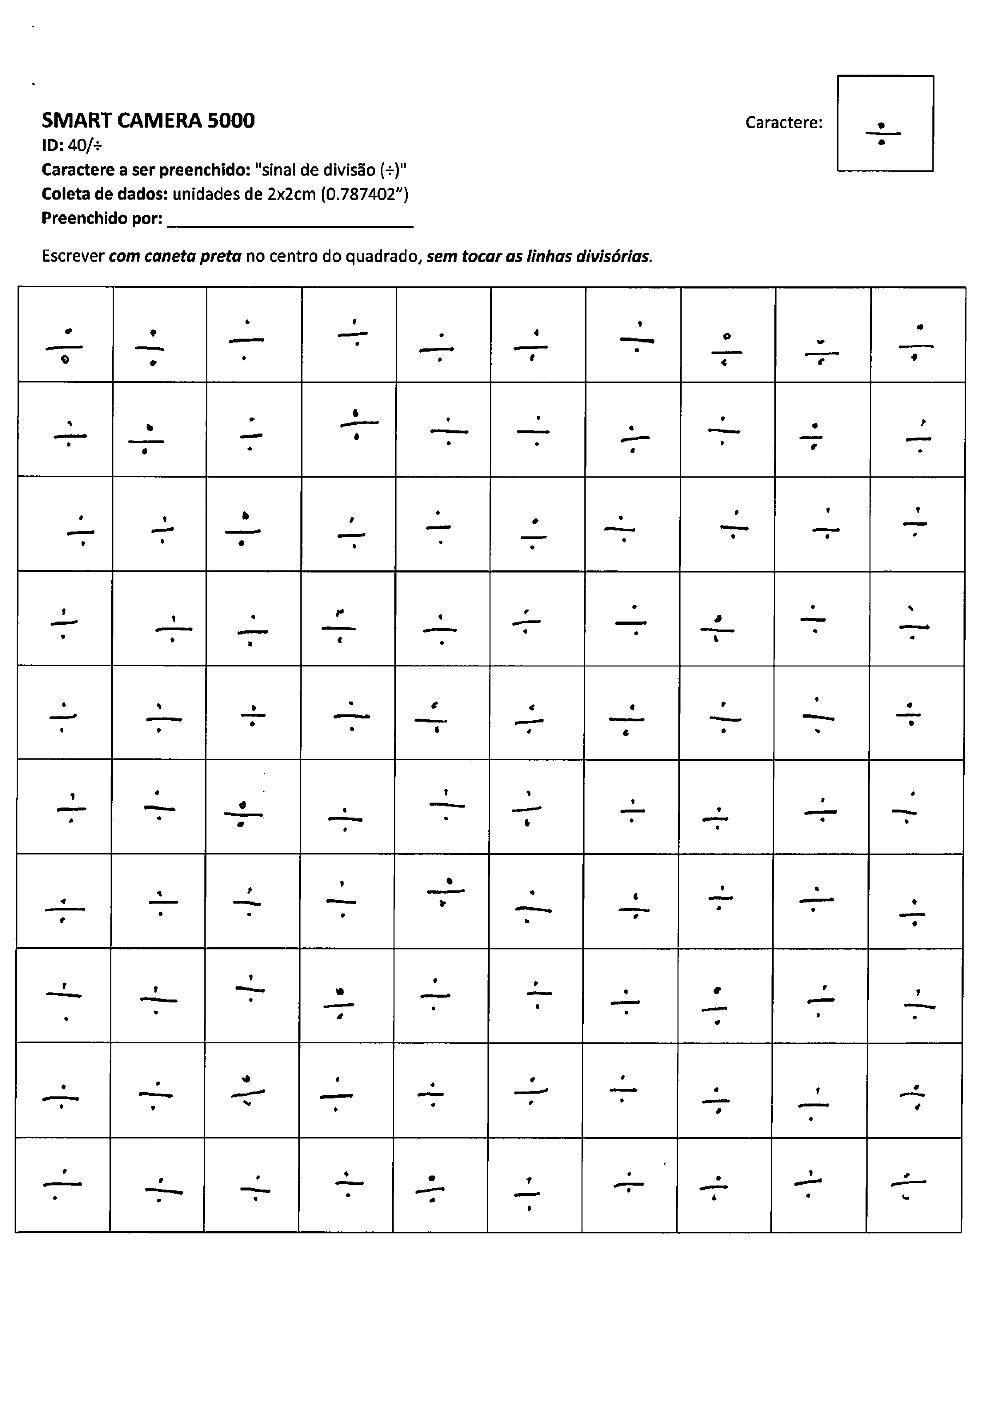 SMART CAMERA 5000
ID: 40/÷
Caractere a ser preenchido: "sinal de divisão (÷)"
Coleta de dados: unidades de 2x2cm (0.787402")
Preenchido por: 
Caractere: ÷
Escrever com caneta preta no centro do quadrado, sem tocar as linhas divisórias.
÷ ÷ ÷ ÷ ÷ ÷ ÷ ÷ ÷ ÷
÷ ÷ ÷ ÷ ÷ ÷ ÷ ÷ ÷ ÷
÷ ÷ ÷ ÷ ÷ ÷ ÷ ÷ ÷ ÷
÷ ÷ ÷ ÷ ÷ ÷ ÷ ÷ ÷ ÷
÷ ÷ ÷ ÷ ÷ ÷ ÷ ÷ ÷ ÷
÷ ÷ ÷ ÷ ÷ ÷ ÷ ÷ ÷ ÷
÷ ÷ ÷ ÷ ÷ ÷ ÷ ÷ ÷ ÷
÷ ÷ ÷ ÷ ÷ ÷ ÷ ÷ ÷ ÷
÷ ÷ ÷ ÷ ÷ ÷ ÷ ÷ ÷ ÷
÷ ÷ ÷ ÷ ÷ ÷ ÷ ÷ ÷ ÷